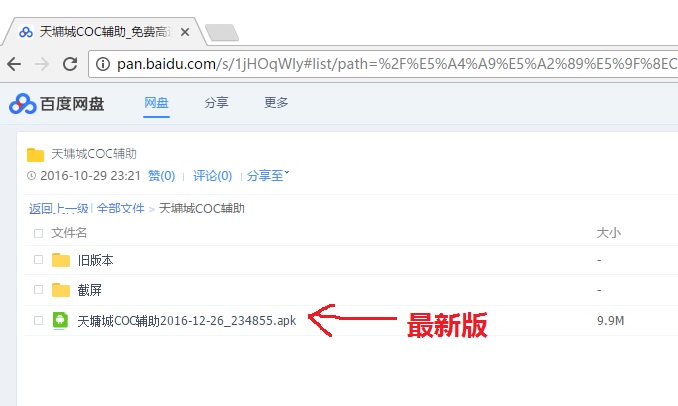 天墉城COC辅助_免费高
pan.baidu.com/s/1jHOqWIy#list/path=%2F%E5%A4%A9%E5%A2%89%E5%9F%8EC
百度网盘 网盘 分享 更多
天墉城COC辅助
2016-10-29 23:21 赞(0) | 评论(0) | 分享至
返回上一级 | 全部文件 > 天墉城COC辅助
文件名 大小
旧版本 -
截屏 -
天墉城COC辅助2016-12-26_234855.apk 9.9M
最新版